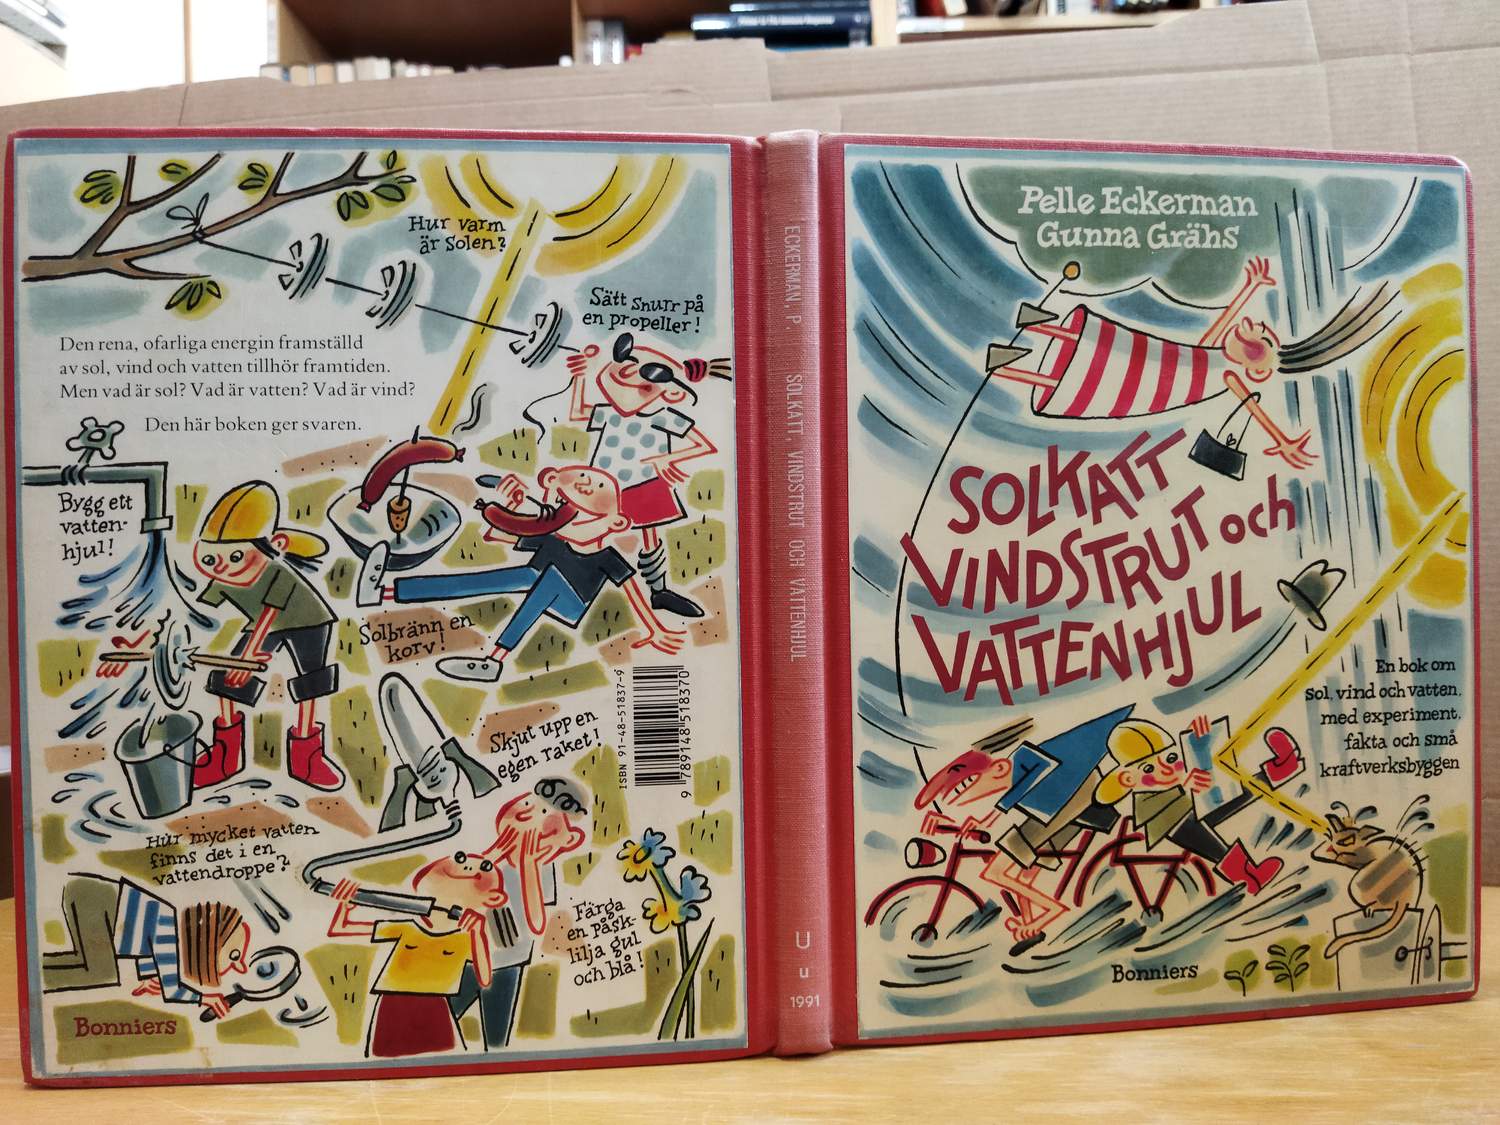 Hur varm
är Solen?
Sätt snurr på
en propeller!
Den rena, ofarliga energin framställd
av sol, vind och vatten tillhör framtiden.
Men vad är sol? Vad är vatten? Vad är vind?
Den här boken ger svaren.
Bygg ett
vatten-
hjul!
Solbränn en
korv!
Skjut upp en
egen raket!
ISBN 91-48-51837-9
9 789148 518370
Hur mycket vatten
finns det i en
vattendroppe?
Färga
en påsk-
lilja gul
och blå!
Bonniers
ECKERMAN, P. SOLKATT, VINDSTRUT OCH VATTENHJUL
U
u
1991
Pelle Eckerman
Gunna Grähs
SOLKATT
VINDSTRUT och
VATTENHJUL
En bok om
sol, vind och vatten,
med experiment,
fakta och små
kraftverksbyggen
Bonniers